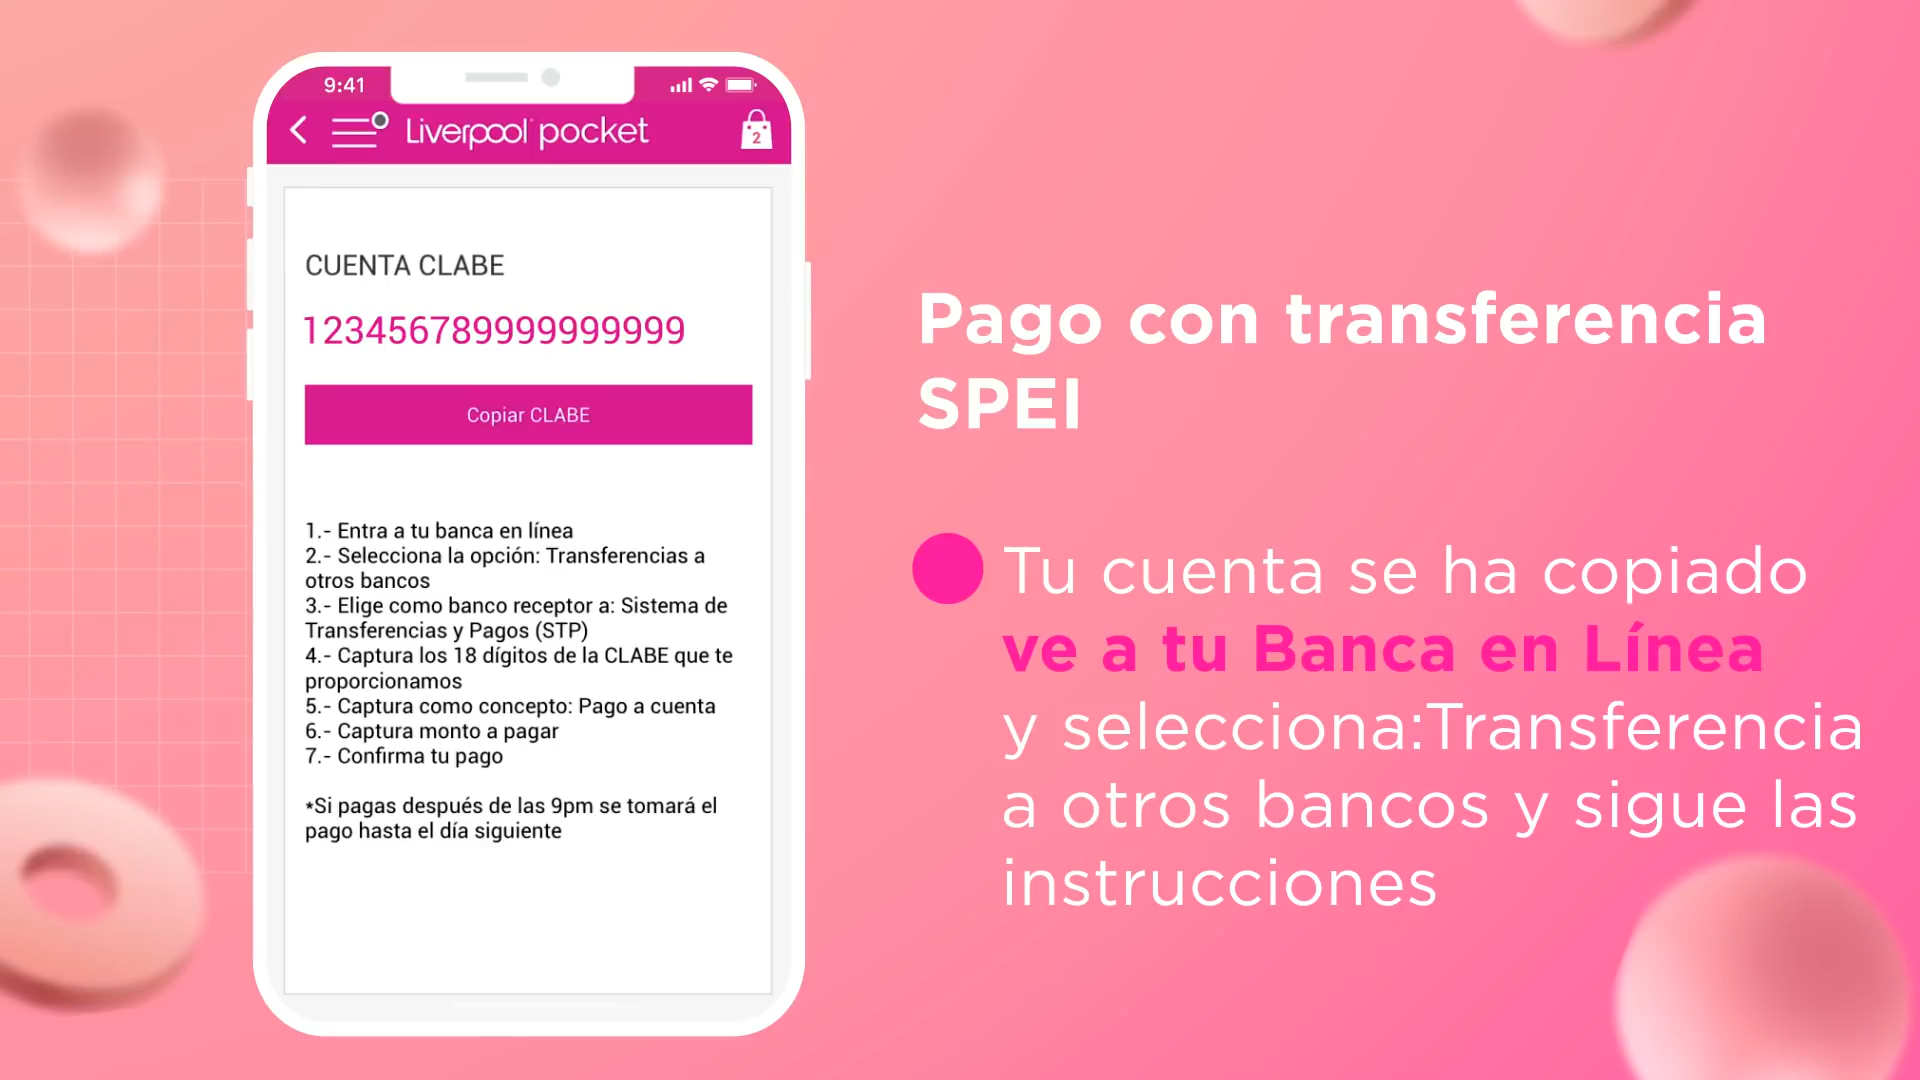 9:41
Liverpool pocket
2
CUENTA CLABE
123456789999999999
Copiar CLABE
1.- Entra a tu banca en línea
2.- Selecciona la opción: Transferencias a
otros bancos
3.- Elige como banco receptor a: Sistema de
Transferencias y Pagos (STP)
4.- Captura los 18 dígitos de la CLABE que te
proporcionamos
5.- Captura como concepto: Pago a cuenta
6.- Captura monto a pagar
7.- Confirma tu pago
*Si pagas después de las 9pm se tomará el
pago hasta el día siguiente
Pago con transferencia
SPEI
Tu cuenta se ha copiado
ve a tu Banca en Línea
y selecciona:Transferencia
a otros bancos y sigue las
instrucciones